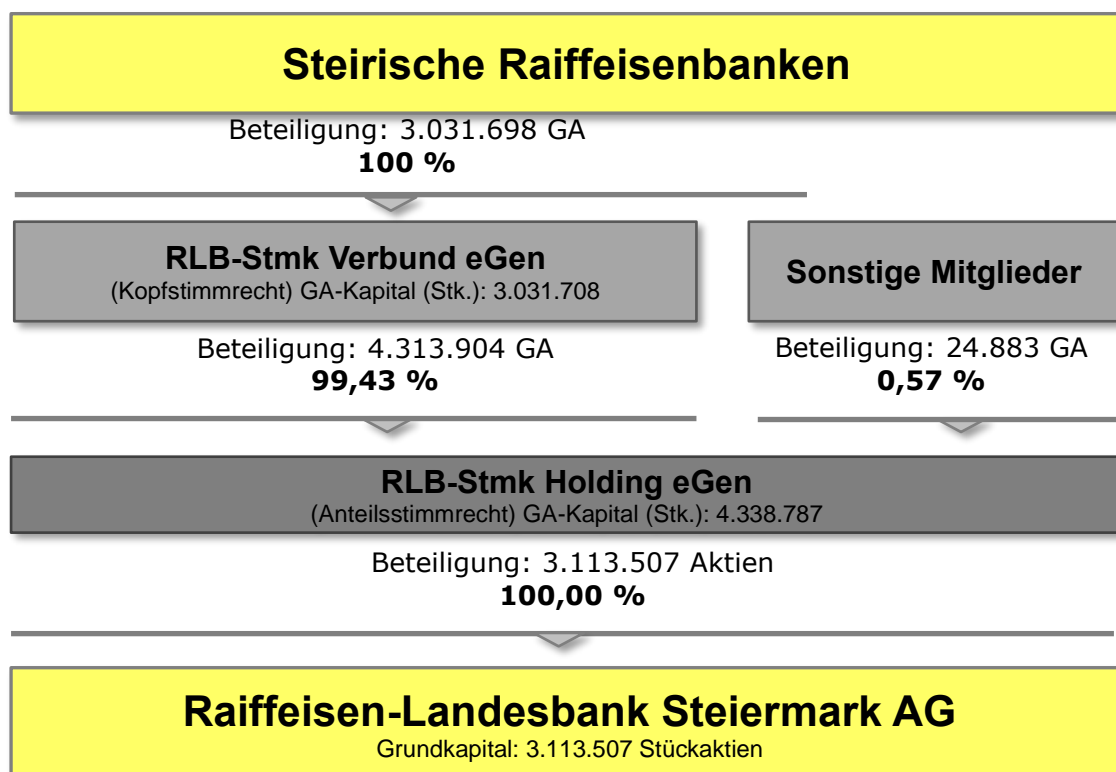 Steirische Raiffeisenbanken
Beteiligung: 3.031.698 GA
100 %
RLB-Stmk Verbund eGen
(Kopfstimmrecht) GA-Kapital (Stk.): 3.031.708
Sonstige Mitglieder
Beteiligung: 4.313.904 GA
99,43 %
Beteiligung: 24.883 GA
0,57 %
RLB-Stmk Holding eGen
(Anteilsstimmrecht) GA-Kapital (Stk.): 4.338.787
Beteiligung: 3.113.507 Aktien
100,00 %
Raiffeisen-Landesbank Steiermark AG
Grundkapital: 3.113.507 Stückaktien